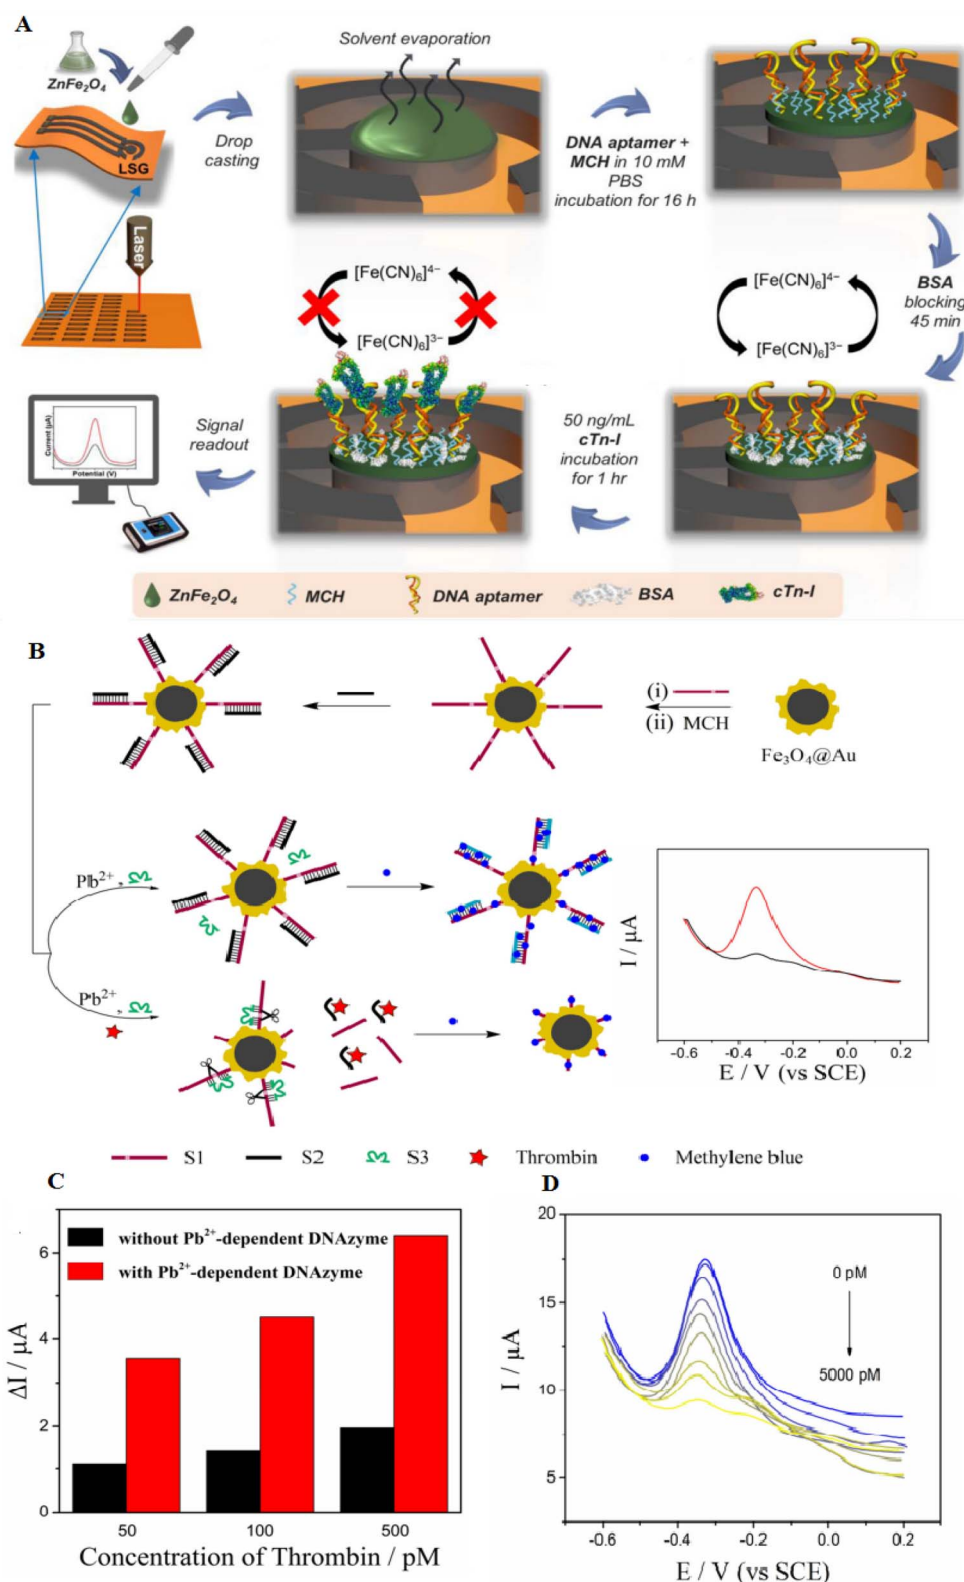 A
ZnFe2O4
LSG
Drop
casting
Solvent evaporation
DNA aptamer +
MCH in 10 mM
PBS
incubation for 16 h
Laser
[Fe(CN)6]4−
[Fe(CN)6]3−
[Fe(CN)6]4−
[Fe(CN)6]3−
BSA
blocking
45 min
Current (µA)
Potential (V)
Signal
readout
50 ng/mL
cTn-I
incubation
for 1 hr
ZnFe2O4
MCH
DNA aptamer
BSA
cTn-I
B
(i)
(ii) MCH
Fe3O4@Au
Pb2+,
Pb2+,
I / µA
-0.6 -0.4 -0.2 0.0 0.2
E / V (vs SCE)
S1
S2
S3
Thrombin
Methylene blue
C
without Pb2+-dependent DNAzyme
with Pb2+-dependent DNAzyme
6
4
2
0
ΔI / µA
50 100 500
Concentration of Thrombin / pM
D
20
15
10
5
I / µA
0 pM
5000 pM
-0.6 -0.4 -0.2 0.0 0.2
E / V (vs SCE)